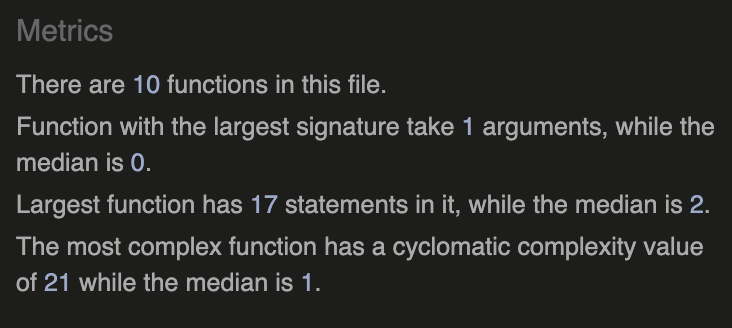 Metrics
There are 10 functions in this file.
Function with the largest signature take 1 arguments, while the
median is 0.
Largest function has 17 statements in it, while the median is 2.
The most complex function has a cyclomatic complexity value
of 21 while the median is 1.